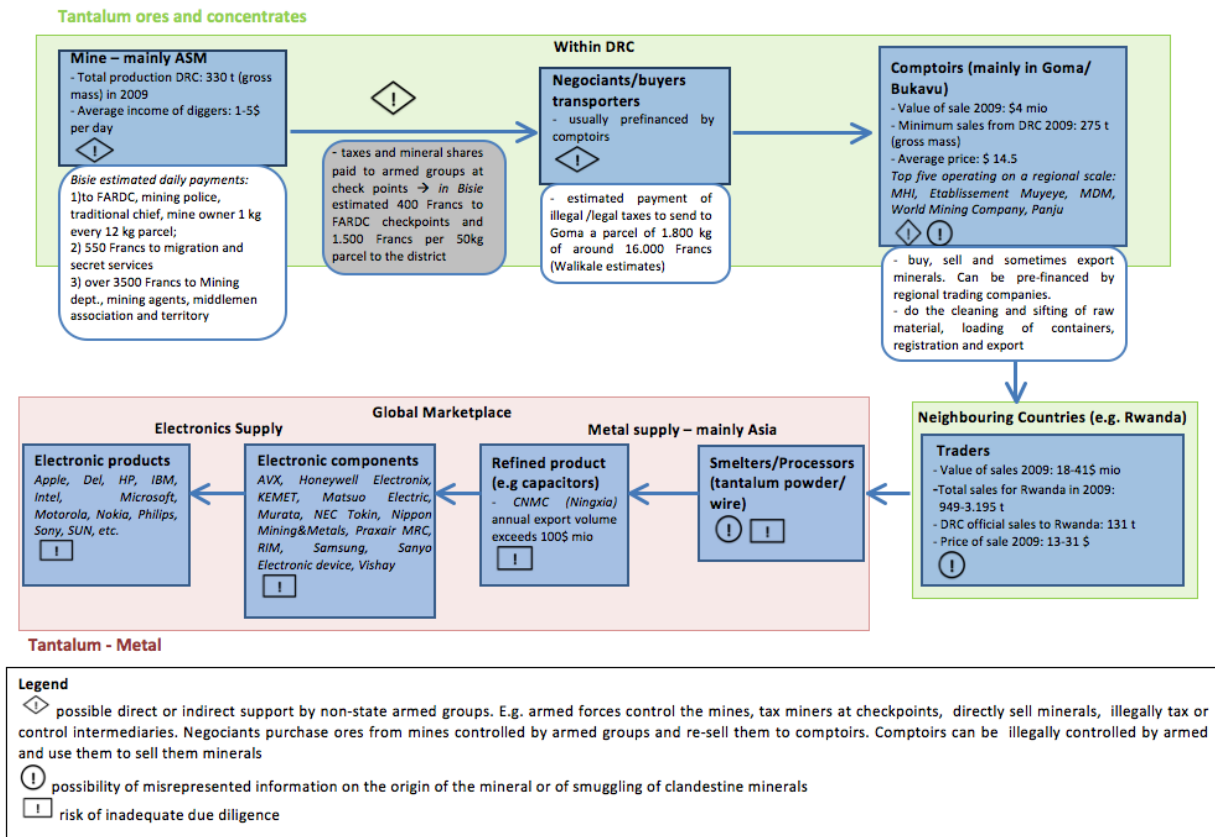 Tantalum ores and concentrates
Within DRC
Mine – mainly ASM
- Total production DRC: 330 t (gross
mass) in 2009
- Average income of diggers: 1-5$
per day
!
Bisie estimated daily payments:
1)to FARDC, mining police,
traditional chief, mine owner 1 kg
every 12 kg parcel;
2) 550 Francs to migration and
secret services
3) over 3500 Francs to Mining
dept., mining agents, middlemen
association and territory
!
- taxes and mineral shares
paid to armed groups at
check points → in Bisie
estimated 400 Francs to
FARDC checkpoints and
1.500 Francs per 50kg
parcel to the district
Negociants/buyers
transporters
- usually prefinanced by
comptoirs
!
- estimated payment of
illegal /legal taxes to send to
Goma a parcel of 1.800 kg
of around 16.000 Francs
(Walikale estimates)
Comptoirs (mainly in Goma/
Bukavu)
- Value of sale 2009: $4 mio
- Minimum sales from DRC 2009: 275 t
(gross mass)
- Average price: $ 14.5
Top five operating on a regional scale:
MHI, Etablissement Muyeye, MDM,
World Mining Company, Panju
! !
- buy, sell and sometimes export
minerals. Can be pre-financed by
regional trading companies.
- do the cleaning and sifting of raw
material, loading of containers,
registration and export
Neighbouring Countries (e.g. Rwanda)
Traders
- Value of sales 2009: 18-41$ mio
-Total sales for Rwanda in 2009:
949-3.195 t
- DRC official sales to Rwanda: 131 t
- Price of sale 2009: 13-31 $
!
Global Marketplace
Electronics Supply
Metal supply – mainly Asia
Electronic products
Apple, Del, HP, IBM,
Intel, Microsoft,
Motorola, Nokia, Philips,
Sony, SUN, etc.
!
Electronic components
AVX, Honeywell Electronix,
KEMET, Matsuo Electric,
Murata, NEC Tokin, Nippon
Mining&Metals, Praxair MRC,
RIM, Samsung, Sanyo
Electronic device, Vishay
!
Refined product
(e.g capacitors)
- CNMC (Ningxia)
annual export volume
exceeds 100$ mio
!
Smelters/Processors
(tantalum powder/
wire)
! !
Tantalum - Metal
Legend
! possible direct or indirect support by non-state armed groups. E.g. armed forces control the mines, tax miners at checkpoints, directly sell minerals, illegally tax or
control intermediaries. Negociants purchase ores from mines controlled by armed groups and re-sell them to comptoirs. Comptoirs can be illegally controlled by armed
and use them to sell them minerals
! possibility of misrepresented information on the origin of the mineral or of smuggling of clandestine minerals
! risk of inadequate due diligence